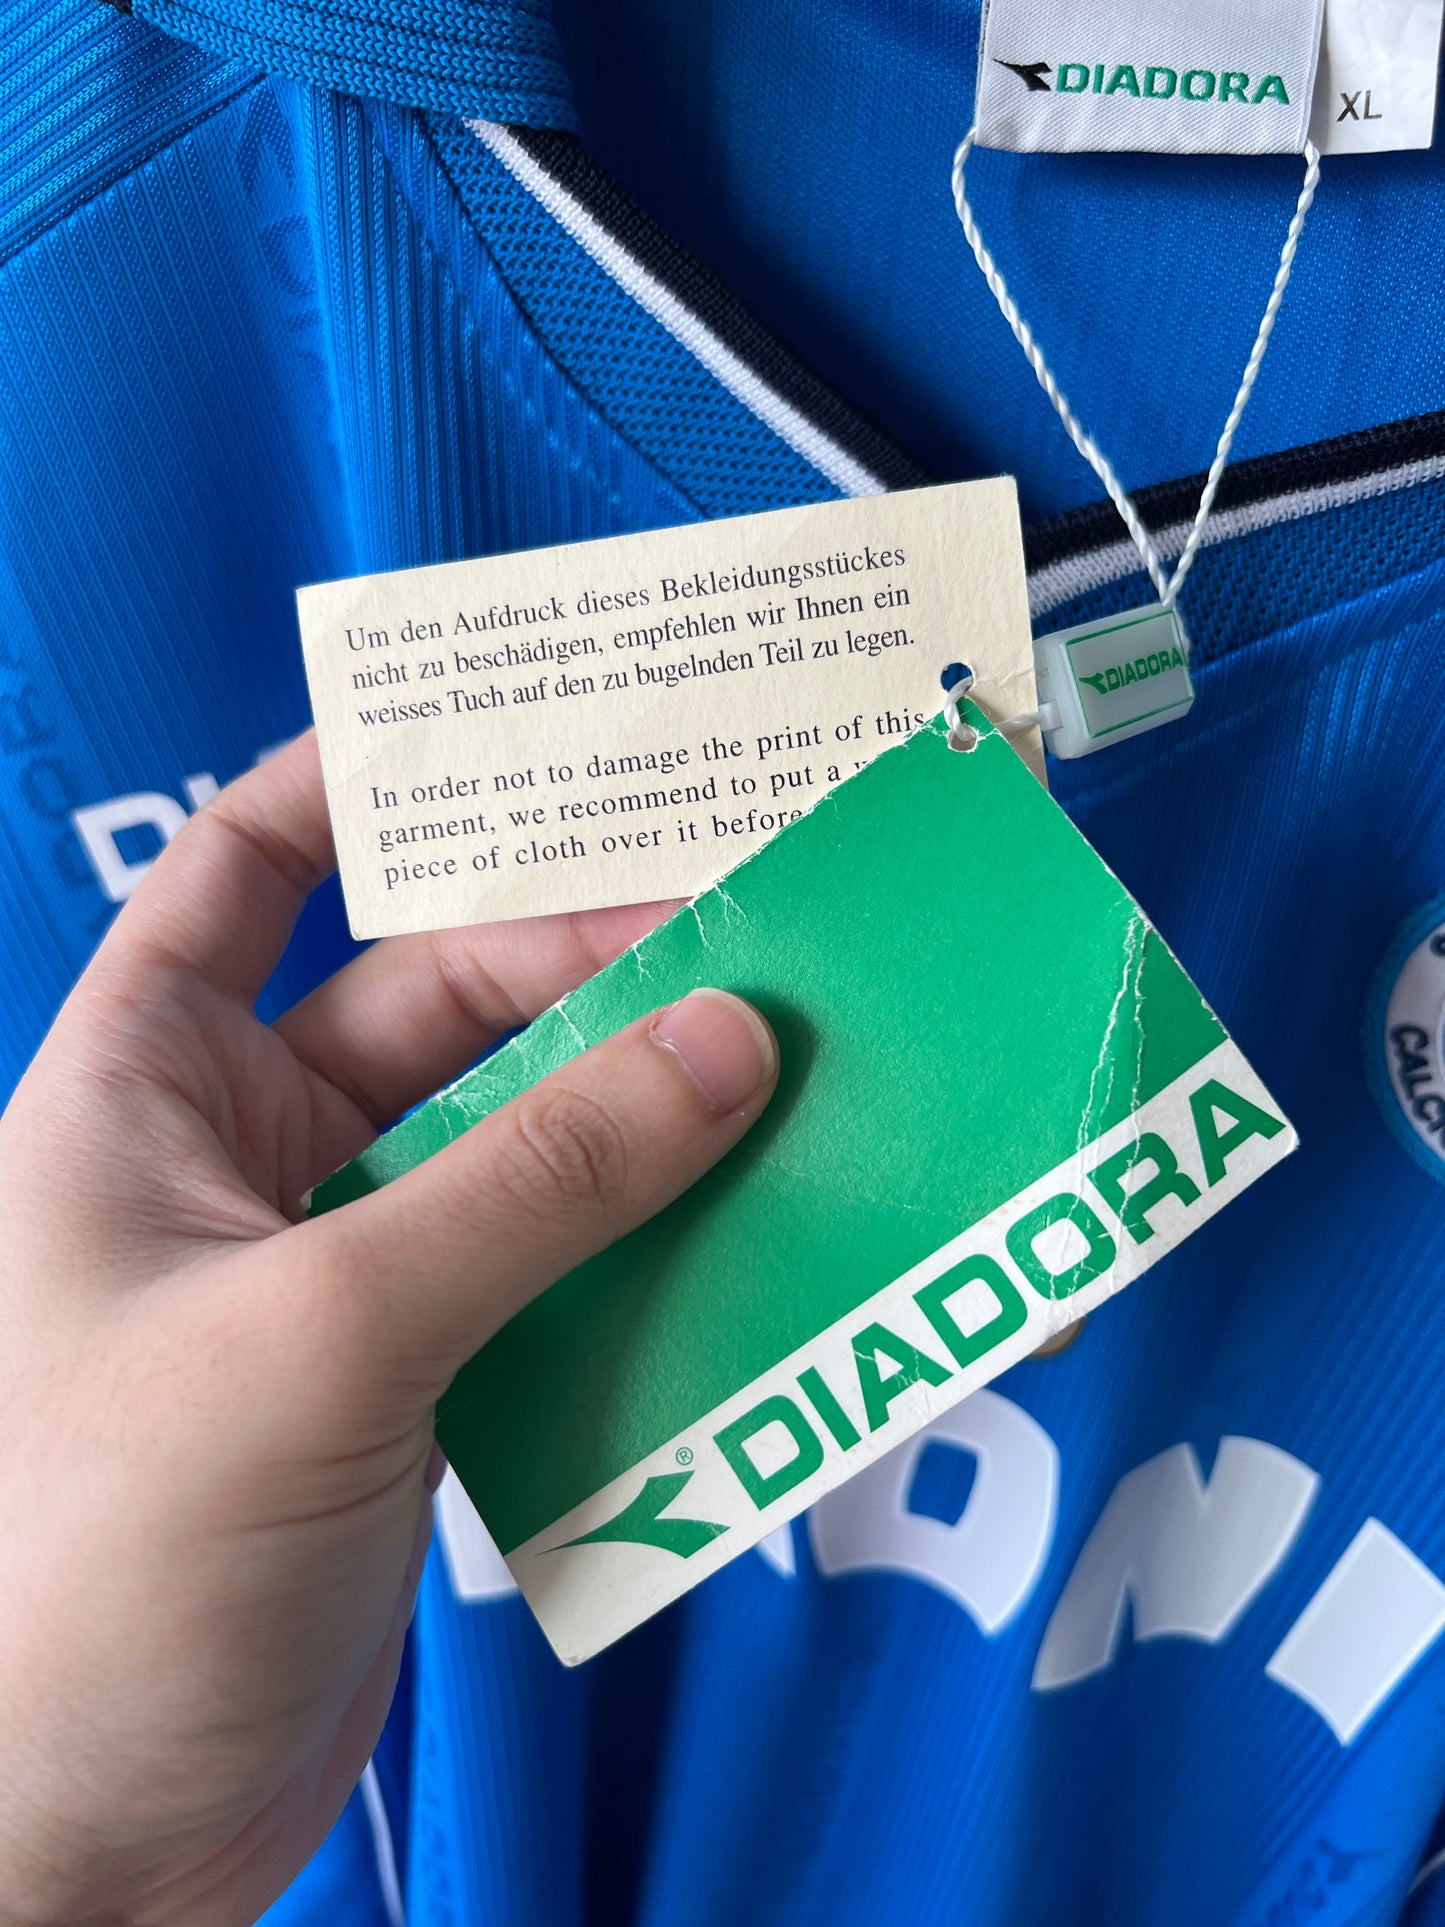 DIADORA
XL
DIADORA
Um den Aufdruck dieses Bekleidungsstückes
nicht zu beschädigen, empfehlen wir Ihnen ein
weisses Tuch auf den zu bugelnden Teil zu legen.
In order not to damage the print of this
garment, we recommend to put a
piece of cloth over it before
® DIADORA